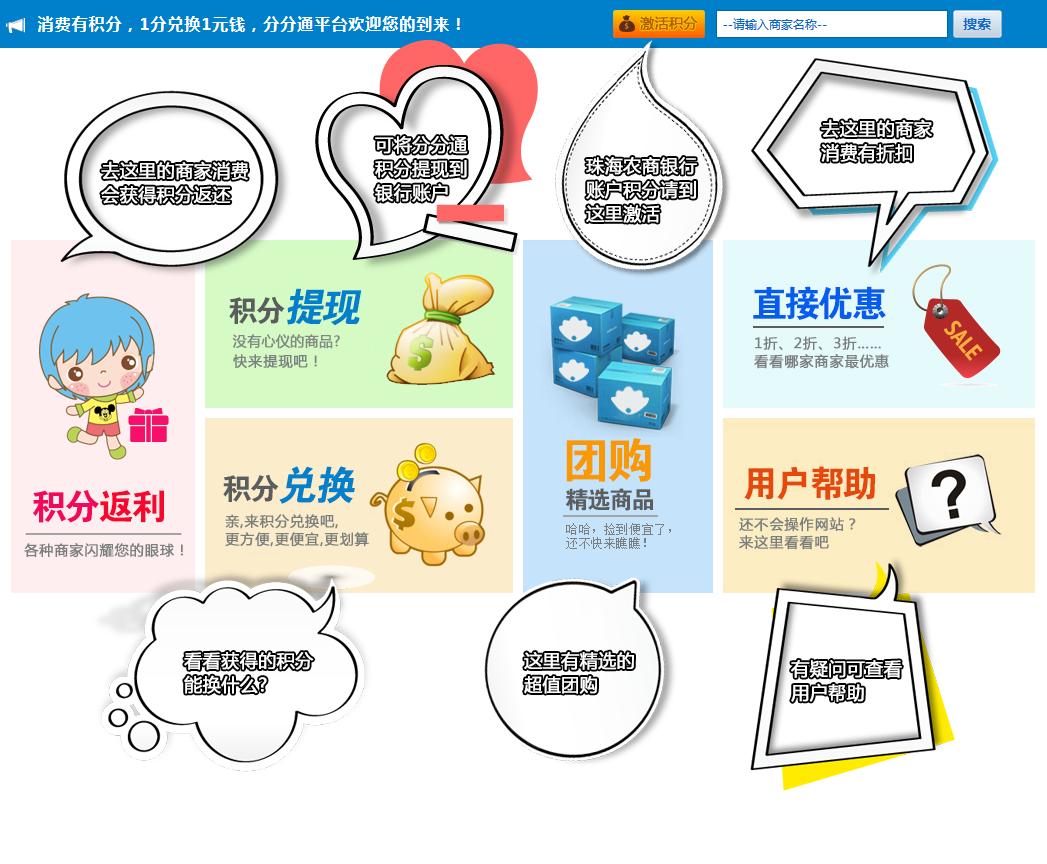 消费有积分，1分兑换1元钱，分分通平台欢迎您的到来！
激活积分
--请输入商家名称--
搜索
去这里的商家消费
会获得积分返还
可将分分通
积分提现到
银行账户
珠海农商银行
账户积分请到
这里激活
去这里的商家
消费有折扣
积分返利
各种商家闪耀您的眼球！
积分提现
没有心仪的商品?
快来提现吧！
积分兑换
亲,来积分兑换吧,
更方便,更便宜,更划算
团购
精选商品
哈哈，捡到便宜了，
还不快来瞧瞧！
直接优惠
1折、2折、3折......
看看哪家商家最优惠
SALE
用户帮助
还不会操作网站？
来这里看看吧
?
$
$
看看获得的积分
能换什么?
这里有精选的
超值团购
有疑问可查看
用户帮助